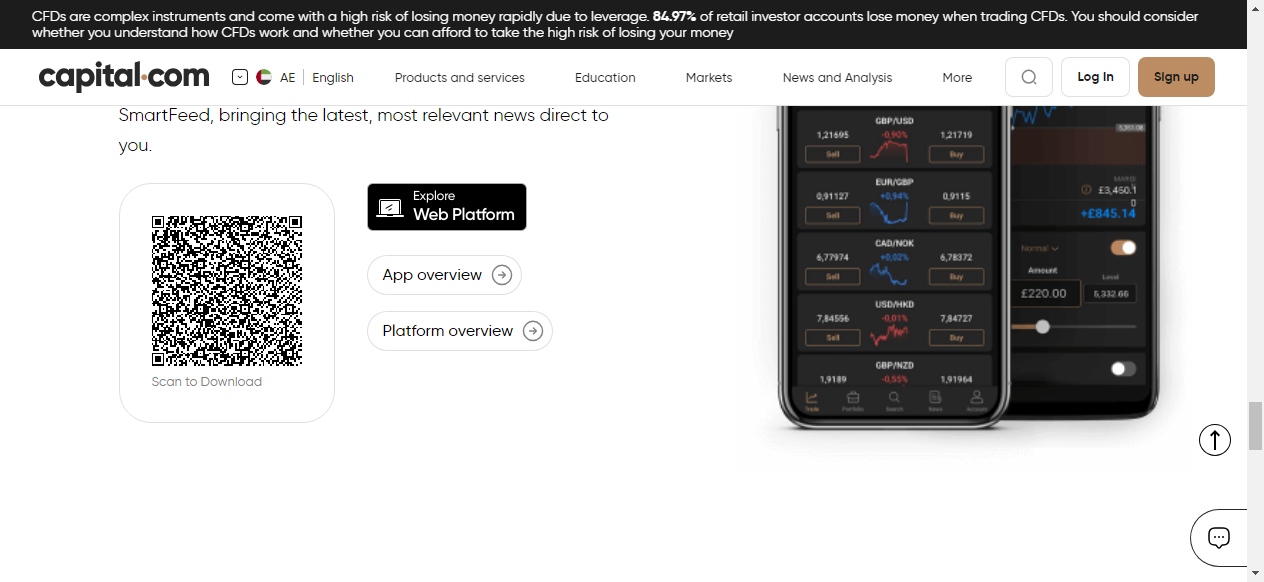 CFDs are complex instruments and come with a high risk of losing money rapidly due to leverage. 84.97% of retail investor accounts lose money when trading CFDs. You should consider
whether you understand how CFDs work and whether you can afford to take the high risk of losing your money
capital.com
AE
English
Products and services
Education
Markets
News and Analysis
More
Log In
Sign up
SmartFeed, bringing the latest, most relevant news direct to
you.
Scan to Download
Explore
Web Platform
App overview
Platform overview
GBP/USD
1,21695
-0,90%
1,21719
Sell
Buy
EUR/GBP
0,91127
+0,94%
0,9115
Sell
Buy
CAD/NOK
6,77974
+0,02%
6,78372
Sell
Buy
USD/HKD
7,84556
-0,01%
7,84727
Sell
Buy
GBP/NZD
1,9189
-0,55%
1,91964
Trade
Portfolio
Search
News
Account
£3,450.1
0
+£845.14
Normal
Amount
Level
£220.00
5,332.66